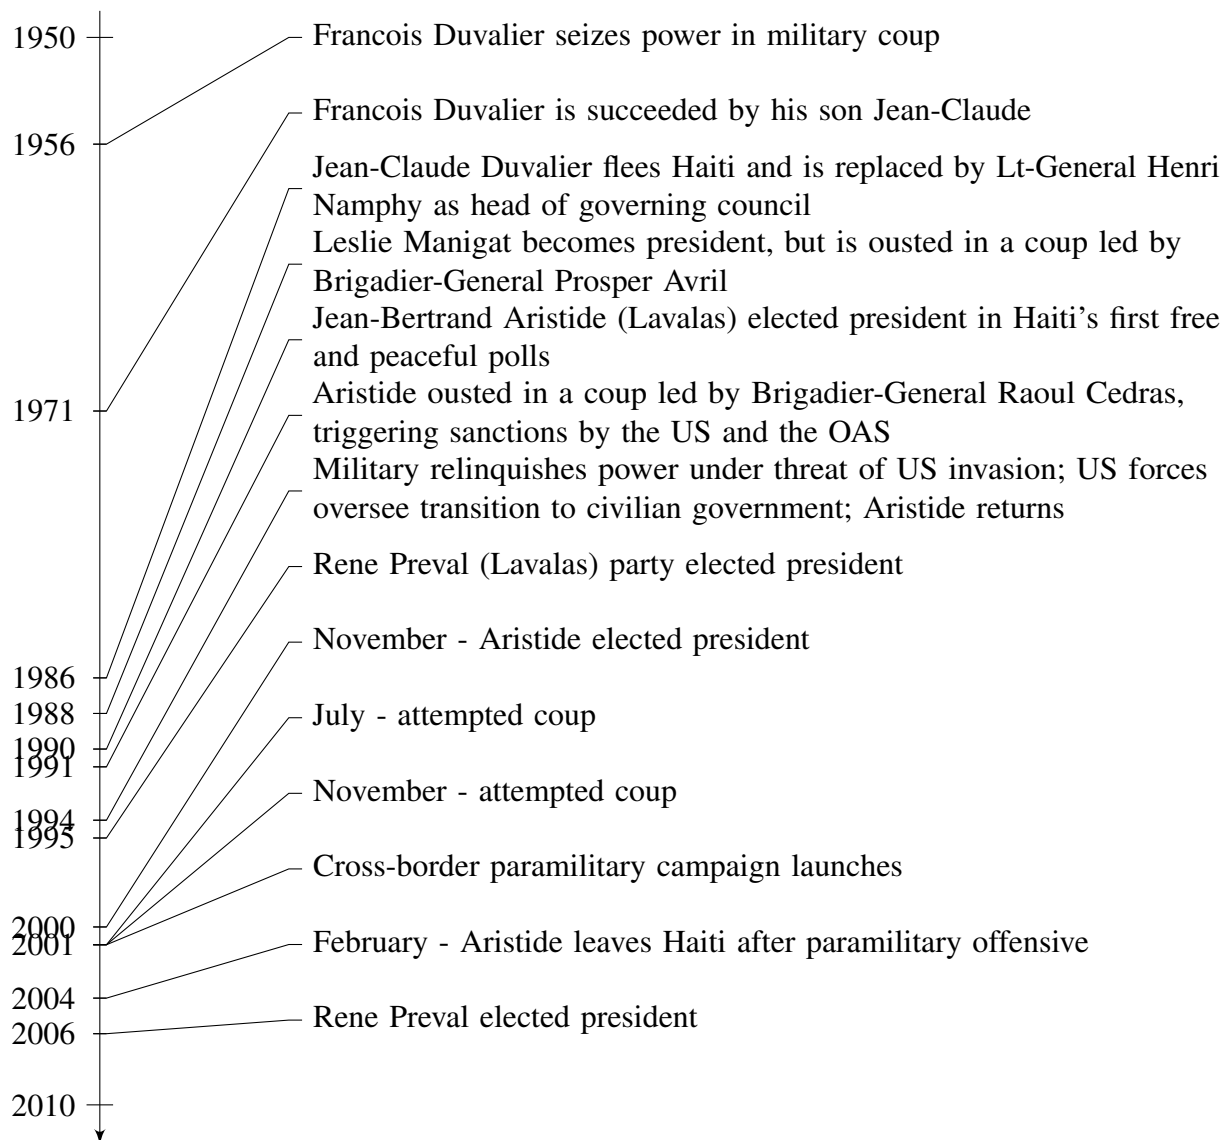 1950
Francois Duvalier seizes power in military coup
Francois Duvalier is succeeded by his son Jean-Claude
1956
Jean-Claude Duvalier flees Haiti and is replaced by Lt-General Henri
Namphy as head of governing council
Leslie Manigat becomes president, but is ousted in a coup led by
Brigadier-General Prosper Avril
Jean-Bertrand Aristide (Lavalas) elected president in Haiti's first free
and peaceful polls
Aristide ousted in a coup led by Brigadier-General Raoul Cedras,
1971
triggering sanctions by the US and the OAS
Military relinquishes power under threat of US invasion; US forces
oversee transition to civilian government; Aristide returns
Rene Preval (Lavalas) party elected president
November - Aristide elected president
1986
1988
July - attempted coup
1990
1991
November - attempted coup
1994
1995
Cross-border paramilitary campaign launches
2000
2001
February - Aristide leaves Haiti after paramilitary offensive
2004
Rene Preval elected president
2006
2010